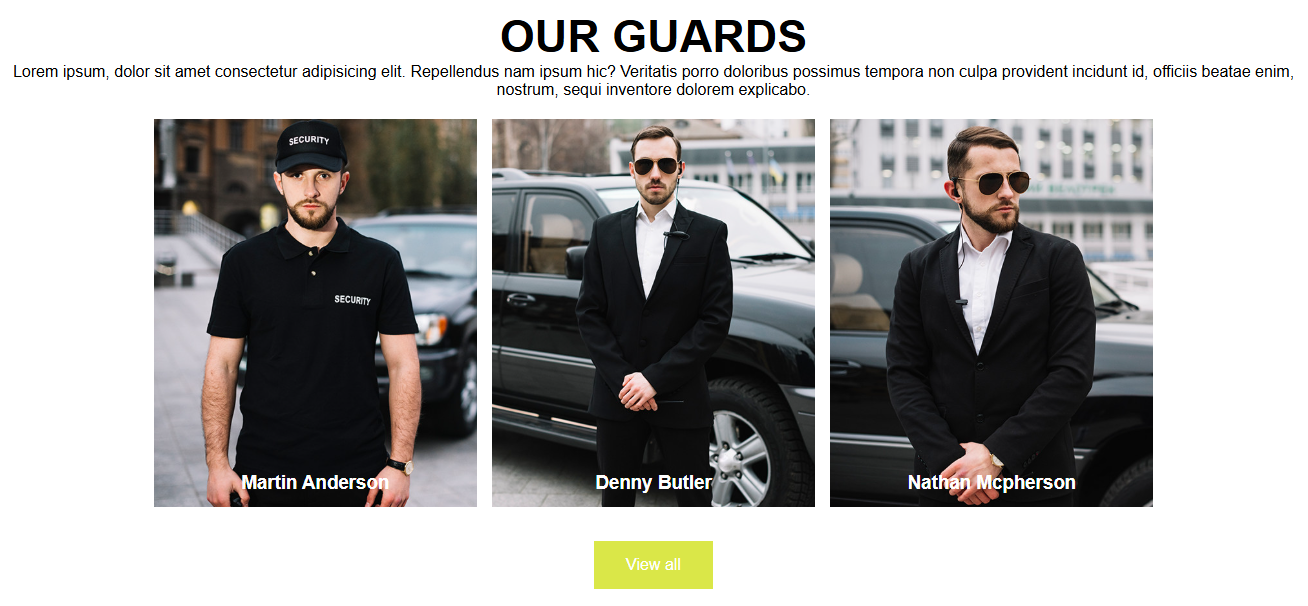 OUR GUARDS
Lorem ipsum, dolor sit amet consectetur adipisicing elit. Repellendus nam ipsum hic? Veritatis porro doloribus possimus tempora non culpa provident incidunt id, officiis beatae enim,
nostrum, sequi inventore dolorem explicabo.
SECURITY
SECURITY
Martin Anderson
Denny Butler
Nathan Mcpherson
View all